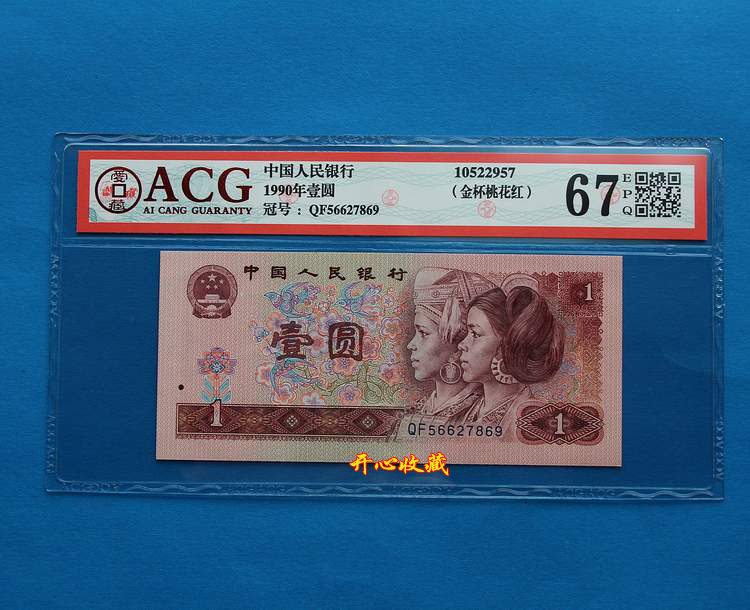 愛
藏
ACG
AI CANG GUARANTY
中国人民银行
1990年壹圆
冠号：QF56627869
10522957
（金杯桃花红）
67
E
P
Q
中国人民银行
1
壹圆
1
QF56627869
1
开心收藏